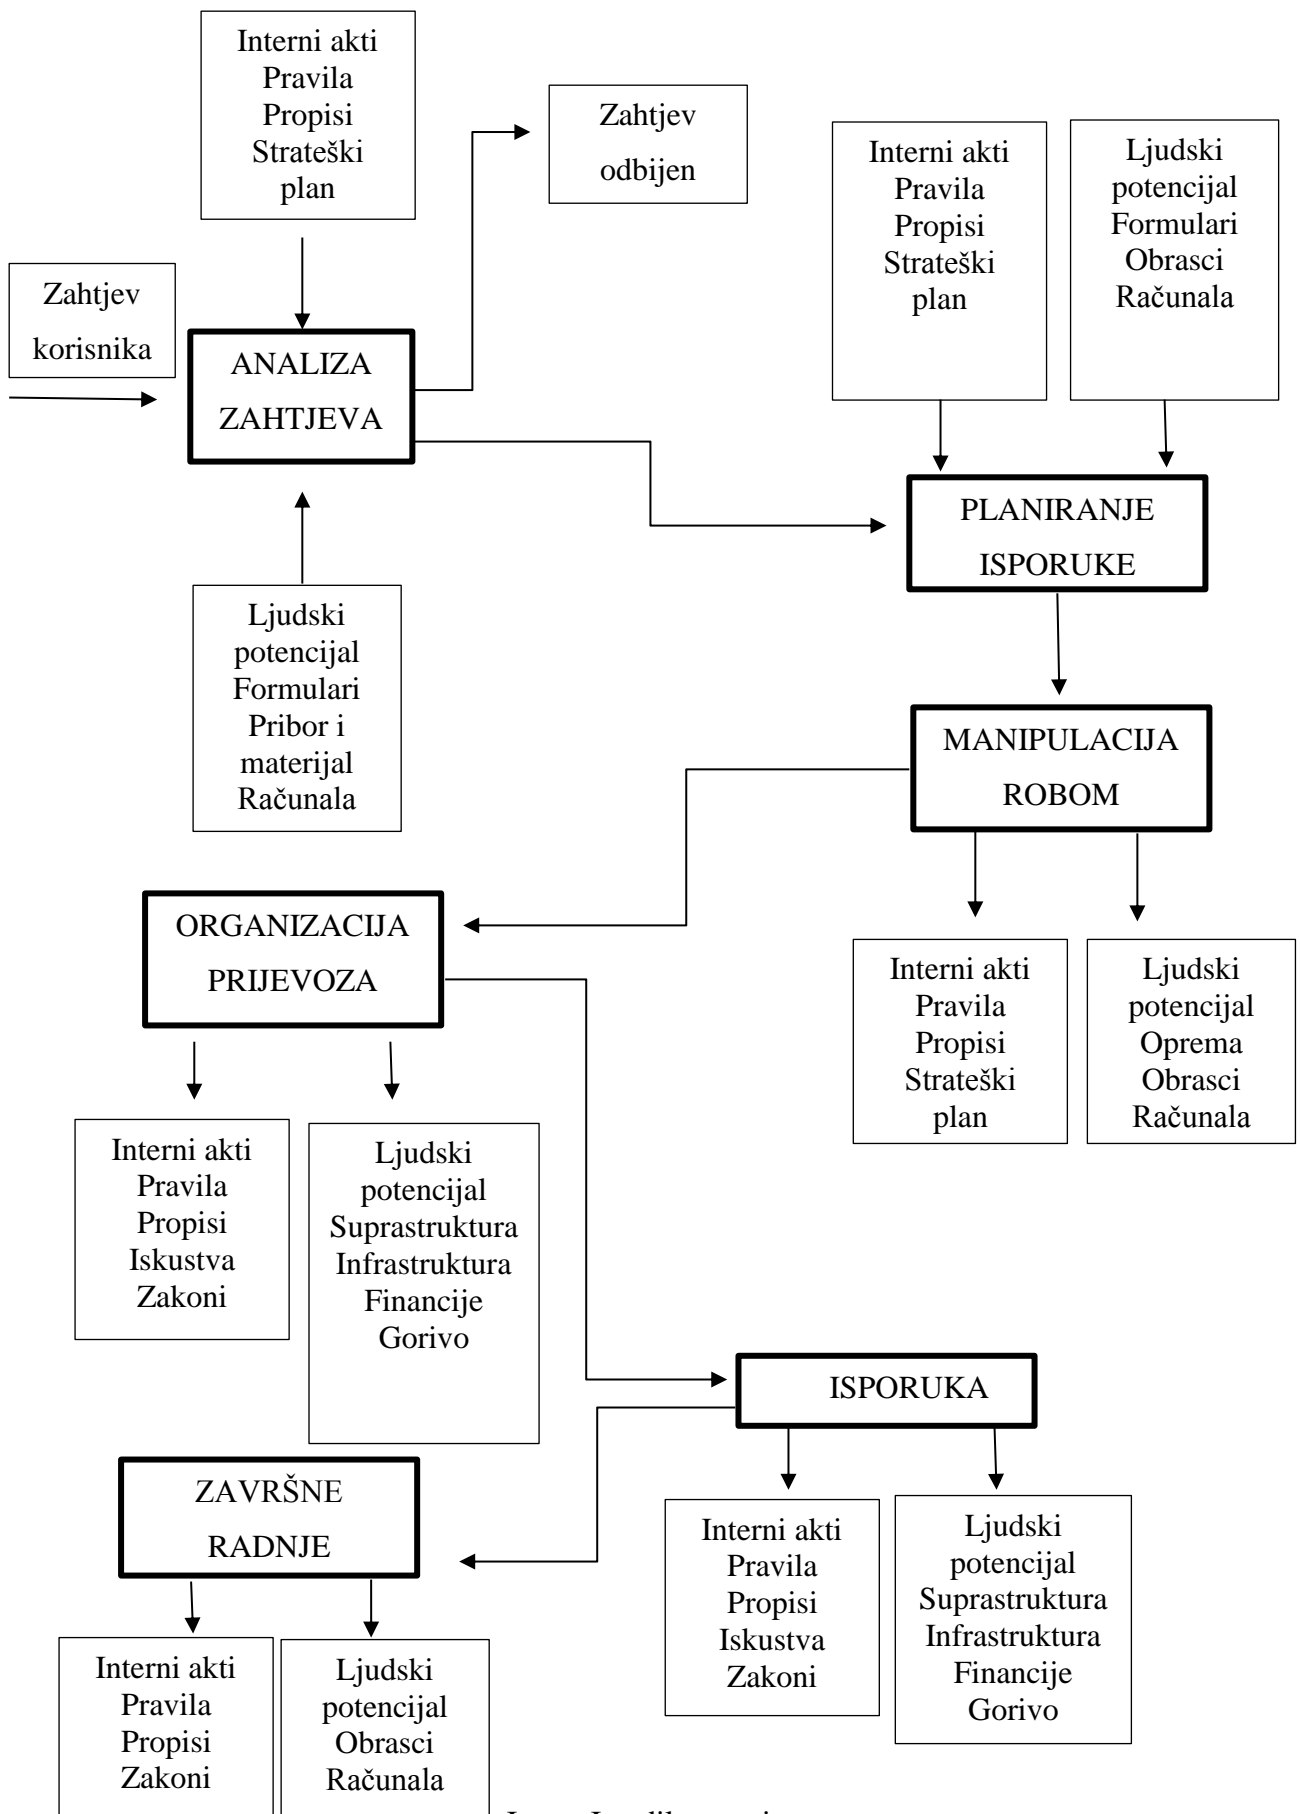 Interni akti
Pravila
Propisi
Strateški
plan
Zahtjev
odbijen
Interni akti
Pravila
Propisi
Strateški
plan
Ljudski
potencijal
Formulari
Obrasci
Računala
Zahtjev
korisnika
ANALIZA
ZAHTJEVA
PLANIRANJE
ISPORUKE
Ljudski
potencijal
Formulari
Pribor i
materijal
Računala
MANIPULACIJA
ROBOM
ORGANIZACIJA
PRIJEVOZA
Interni akti
Pravila
Propisi
Strateški
plan
Ljudski
potencijal
Oprema
Obrasci
Računala
Interni akti
Pravila
Propisi
Iskustva
Zakoni
Ljudski
potencijal
Suprastruktura
Infrastruktura
Financije
Gorivo
ISPORUKA
ZAVRŠNE
RADNJE
Interni akti
Pravila
Propisi
Iskustva
Zakoni
Ljudski
potencijal
Suprastruktura
Infrastruktura
Financije
Gorivo
Interni akti
Pravila
Propisi
Zakoni
Ljudski
potencijal
Obrasci
Računala